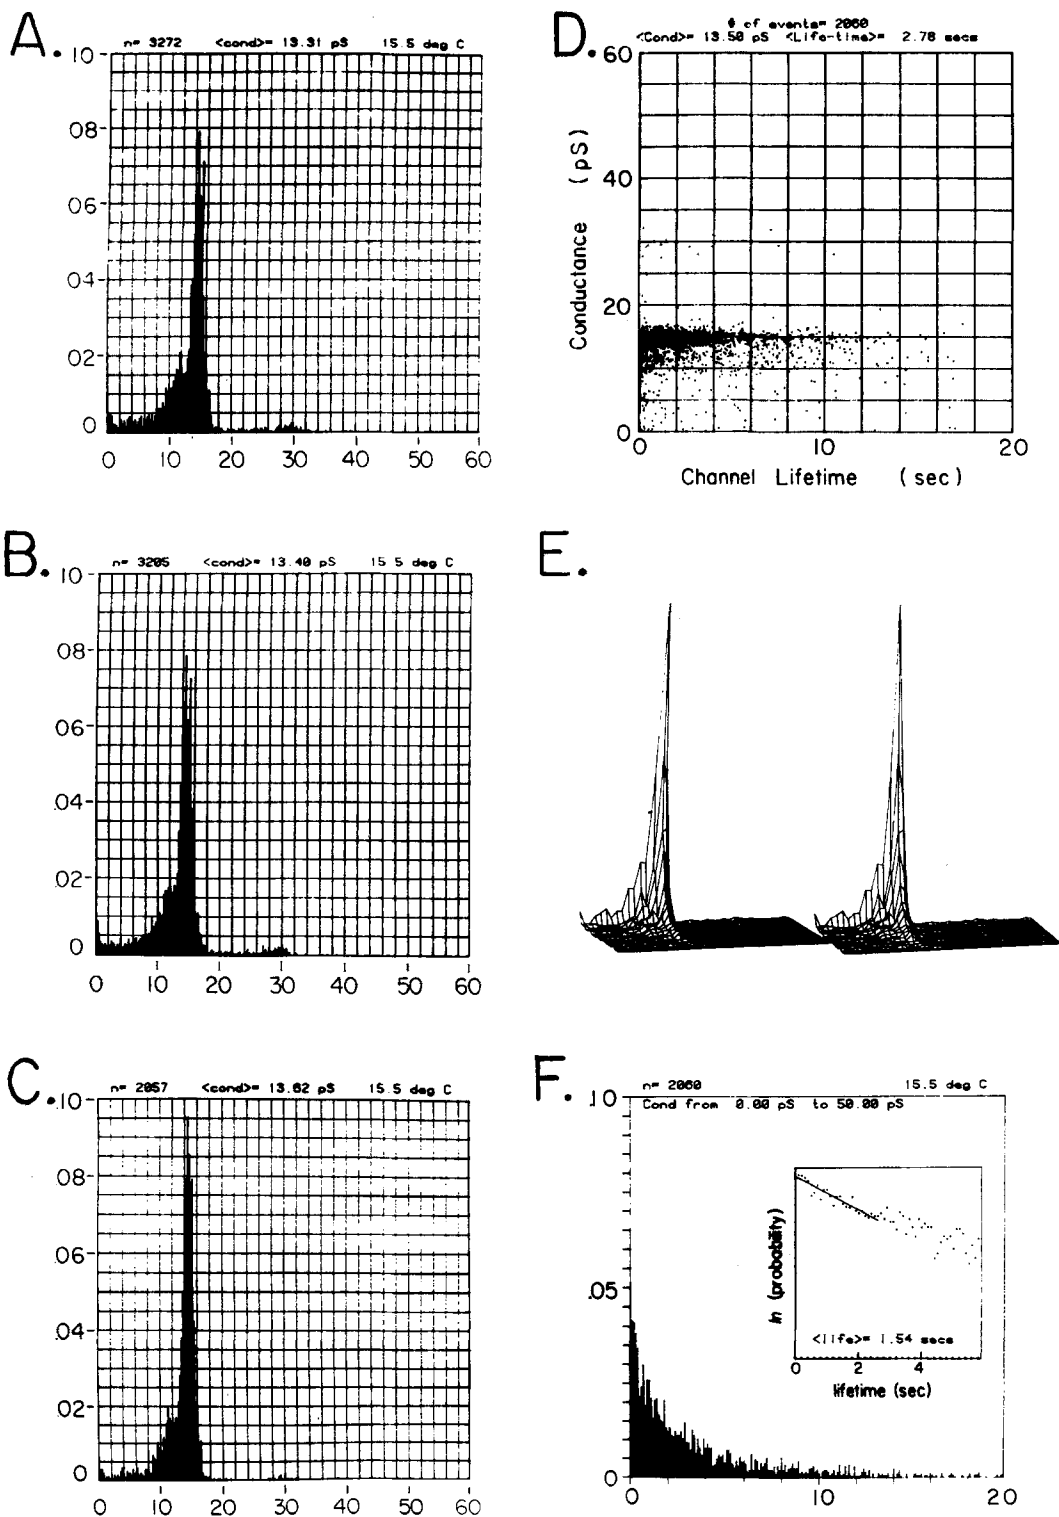 A.
n= 3272 <cond>= 13.31 pS 15.5 deg C
.10
.08
.06
.04
.02
0
0 10 20 30 40 50 60
B.
n= 3205 <cond>= 13.40 pS 15.5 deg C
.10
.08
.06
.04
.02
0
0 10 20 30 40 50 60
C.
n= 2057 <cond>= 13.62 pS 15.5 deg C
.10
.08
.06
.04
.02
0
0 10 20 30 40 50 60
D.
# of events= 2060
<Cond>= 13.50 pS <Life-time>= 2.78 secs
60
40
20
0
Conductance (pS)
0 10 20
Channel Lifetime (sec)
E.
F.
n= 2060 15.5 deg C
Cond from 0.00 pS to 50.00 pS
.10
.05
0
0 10 20
ln (probability)
<life>= 1.54 secs
0 2 4
lifetime (sec)